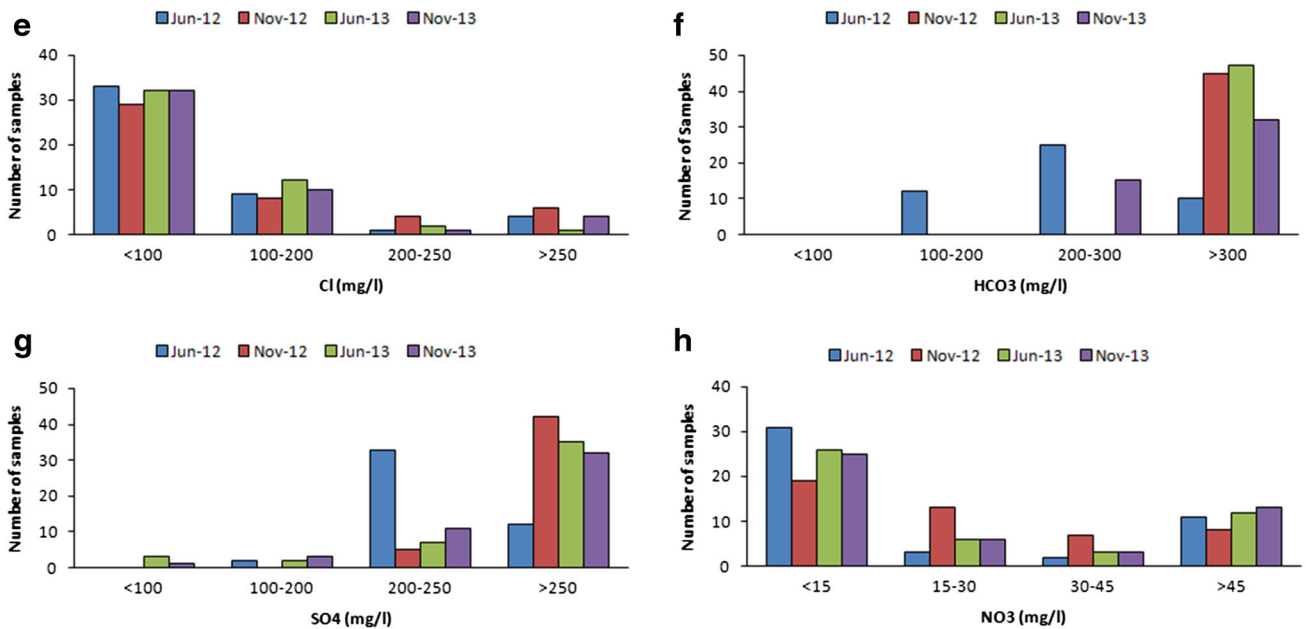 e
Jun-12 Nov-12 Jun-13 Nov-13
Number of samples
40
30
20
10
0
<100 100-200 200-250 >250
Cl (mg/l)
f
Jun-12 Nov-12 Jun-13 Nov-13
Number of Samples
50
40
30
20
10
0
<100 100-200 200-300 >300
HCO3 (mg/l)
g
Jun-12 Nov-12 Jun-13 Nov-13
Number of samples
50
40
30
20
10
0
<100 100-200 200-250 >250
SO4 (mg/l)
h
Jun-12 Nov-12 Jun-13 Nov-13
Number of samples
40
30
20
10
0
<15 15-30 30-45 >45
NO3 (mg/l)